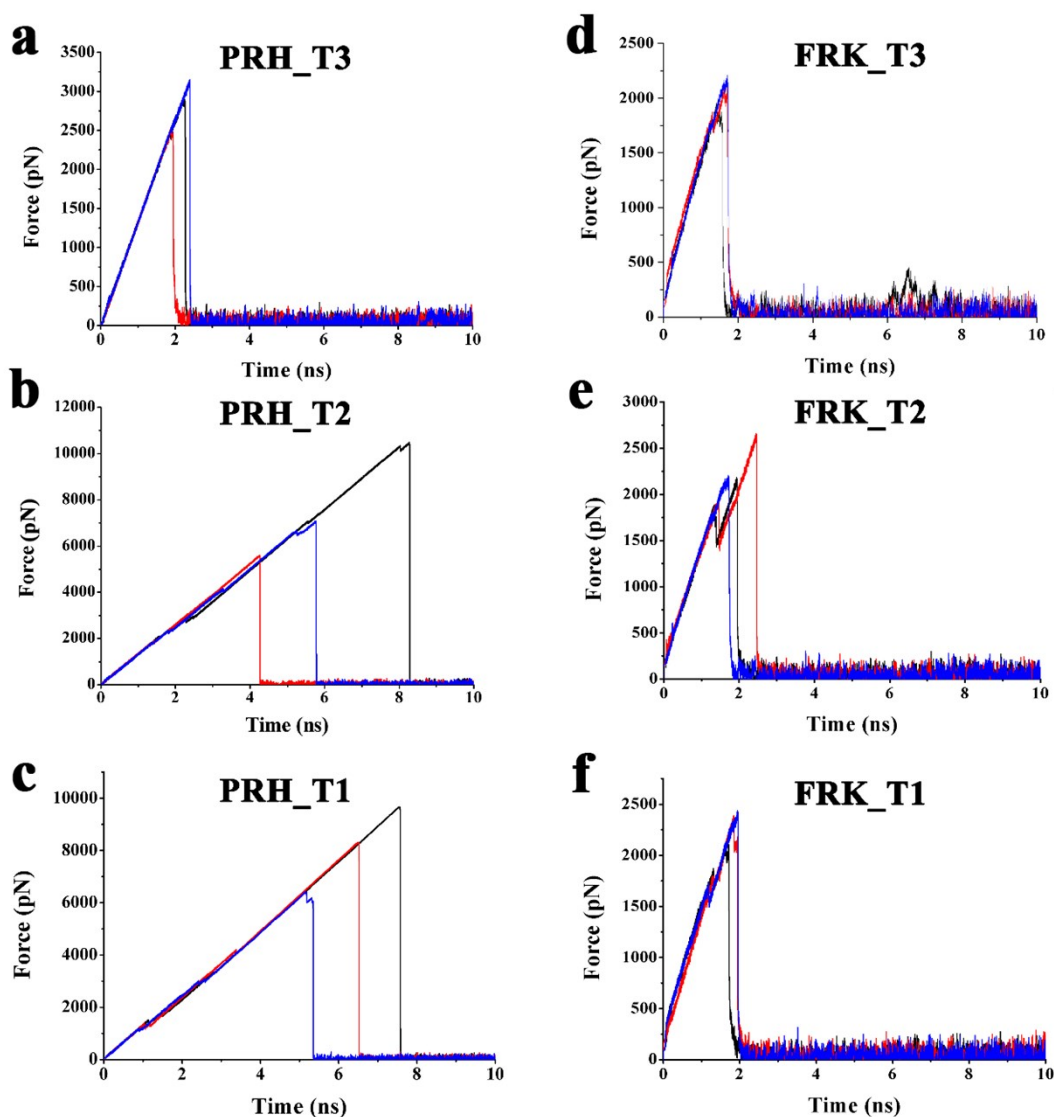 a
PRH_T3
3500
3000
2500
2000
1500
1000
500
0
Force (pN)
0 2 4 6 8 10
Time (ns)
d
FRK_T3
2500
2000
1500
1000
500
0
Force (pN)
0 2 4 6 8 10
Time (ns)
b
PRH_T2
12000
10000
8000
6000
4000
2000
0
Force (pN)
0 2 4 6 8 10
Time (ns)
e
FRK_T2
3000
2500
2000
1500
1000
500
0
Force (pN)
0 2 4 6 8 10
Time (ns)
c
PRH_T1
10000
8000
6000
4000
2000
0
Force (pN)
0 2 4 6 8 10
Time (ns)
f
FRK_T1
2500
2000
1500
1000
500
0
Force (pN)
0 2 4 6 8 10
Time (ns)